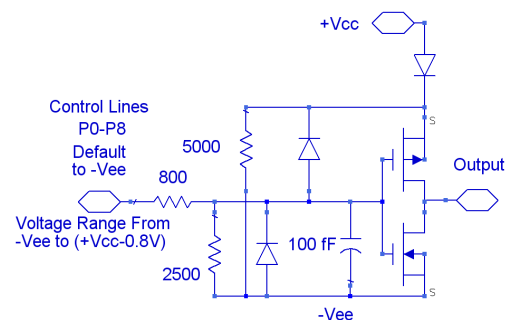 +Vcc
Control Lines
P0-P8
Default
to -Vee
5000
800
S
Output
Voltage Range From
-Vee to (+Vcc-0.8V)
2500
100 fF
S
-Vee